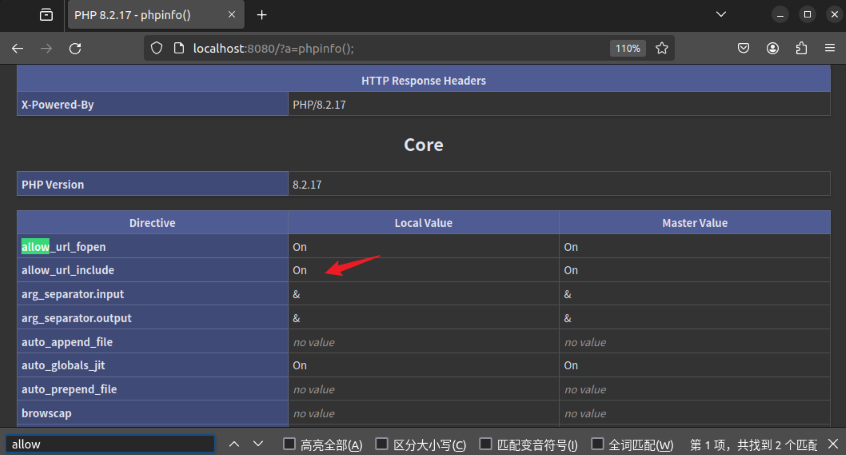 PHP 8.2.17 - phpinfo()
localhost:8080/?a=phpinfo(); 110%
HTTP Response Headers
X-Powered-By PHP/8.2.17
Core
PHP Version 8.2.17
Directive Local Value Master Value
allow_url_fopen On On
allow_url_include On On
arg_separator.input & &
arg_separator.output & &
auto_append_file no value no value
auto_globals_jit On On
auto_prepend_file no value no value
browscap no value no value
allow 高亮全部(A) 区分大小写(C) 匹配变音符号(I) 全词匹配(W) 第 1 项，共找到 2 个匹配